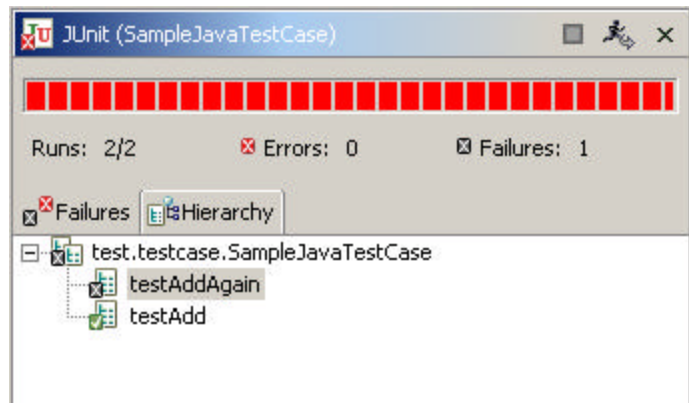 JUnit (SampleJavaTestCase)
Runs: 2/2 Errors: 0 Failures: 1
Failures Hierarchy
test.testcase.SampleJavaTestCase
testAddAgain
testAdd